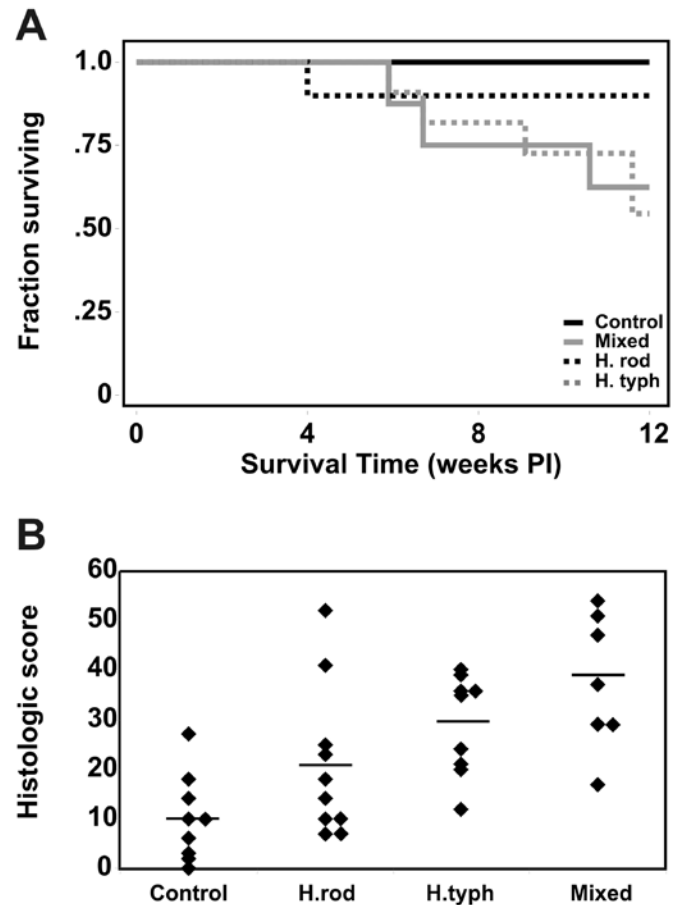 A
Fraction surviving
1.0
.75
.50
.25
0
Control
Mixed
H. rod
H. typh
0 4 8 12
Survival Time (weeks PI)
B
Histologic score
60
50
40
30
20
10
0
Control H.rod H.typh Mixed